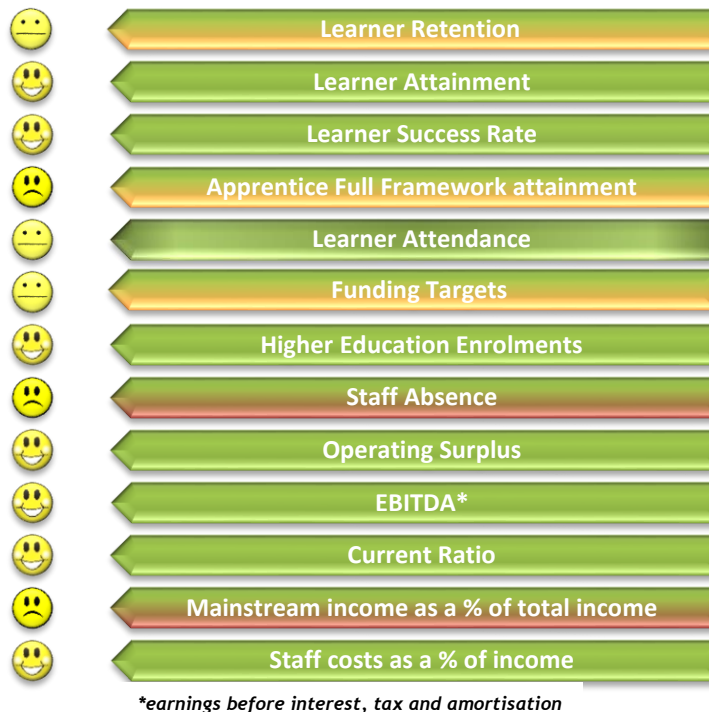 Learner Retention
Learner Attainment
Learner Success Rate
Apprentice Full Framework attainment
Learner Attendance
Funding Targets
Higher Education Enrolments
Staff Absence
Operating Surplus
EBITDA*
Current Ratio
Mainstream income as a % of total income
Staff costs as a % of income
*earnings before interest, tax and amortisation